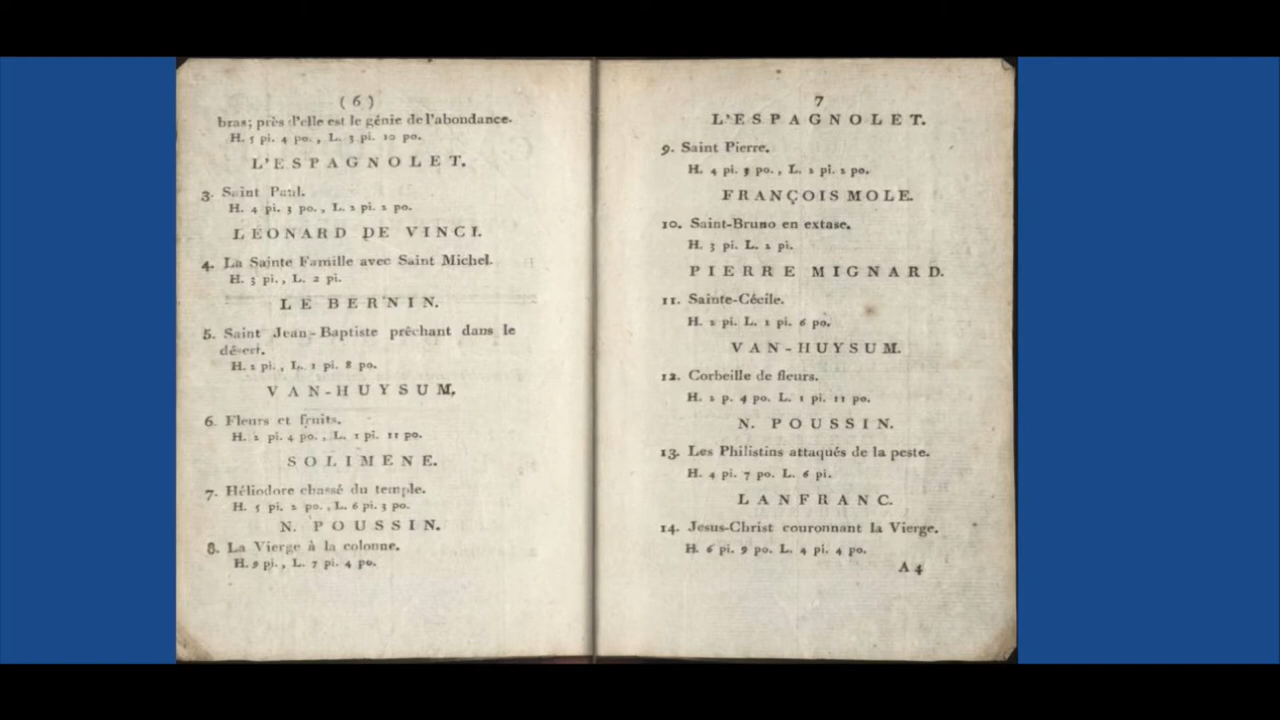 ( 6 )
bras; près d'elle est le génie de l'abondance.
H. 5 pi. 4 po., L. 3 pi. 10 po.
L'ESPAGNOLET.
3. Saint Paul.
H. 4 pi. 3 po., L. 2 pi. 2 po.
LÉONARD DE VINCI.
4. La Sainte Famille avec Saint Michel.
H. 3 pi., L. 2 pi.
LE BERNIN.
5. Saint Jean-Baptiste prêchant dans le
désert.
H. 2 pi., L. 1 pi. 8 po.
VAN-HUYSUM.
6. Fleurs et fruits.
H. 2 pi. 4 po., L. 1 pi. 11 po.
SOLIMENE.
7. Héliodore chassé du temple.
H. 5 pi. 2 po., L. 6 pi. 3 po.
N. POUSSIN.
8. La Vierge à la colonne.
H. 9 pi., L. 7 pi. 4 po.
7
L'ESPAGNOLET.
9. Saint Pierre.
H. 4 pi. 3 po., L. 2 pi. 2 po.
FRANÇOIS MOLE.
10. Saint-Bruno en extase.
H. 3 pi. L. 2 pi.
PIERRE MIGNARD.
11. Sainte-Cécile.
H. 2 pi. L. 1 pi. 6 po.
VAN-HUYSUM.
12. Corbeille de fleurs.
H. 2 p. 4 po. L. 1 pi. 11 po.
N. POUSSIN.
13. Les Philistins attaqués de la peste.
H. 4 pi. 7 po. L. 6 pi.
LANFRANC.
14. Jesus-Christ couronnant la Vierge.
H. 6 pi. 9 po. L. 4 pi. 4 po.
A 4